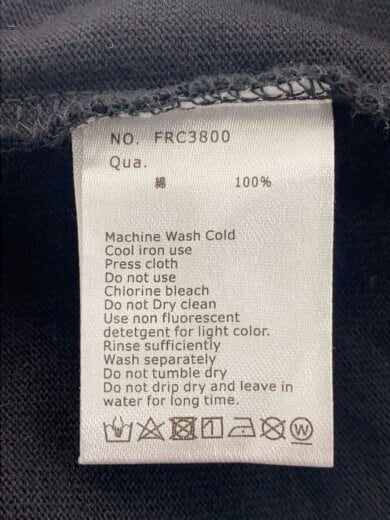 NO. FRC3800
Qua.
綿 100%
Machine Wash Cold
Cool iron use
Press cloth
Do not use
Chlorine bleach
Do not Dry clean
Use non fluorescent
detetgent for light color.
Rinse sufficiently
Wash separately
Do not tumble dry
Do not drip dry and leave in
water for long time.
W